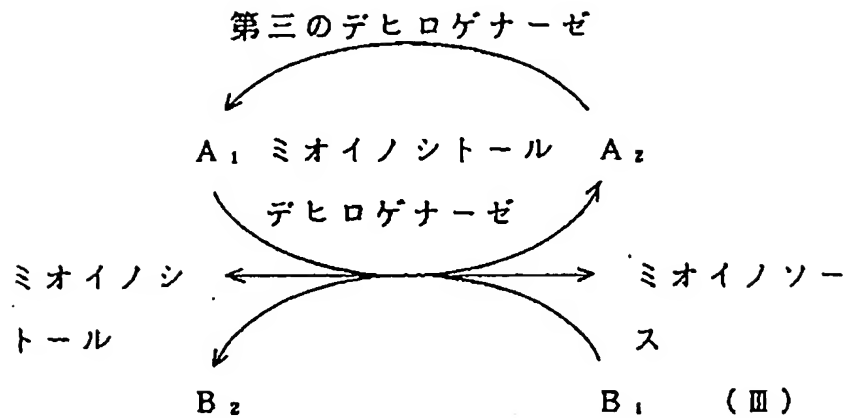 第三のデヒロゲナーゼ
A₁ ミオイノシトール A₂
デヒロゲナーゼ
ミオイノシ ミオイノソー
トール ス
B₂ B₁ (Ⅲ)